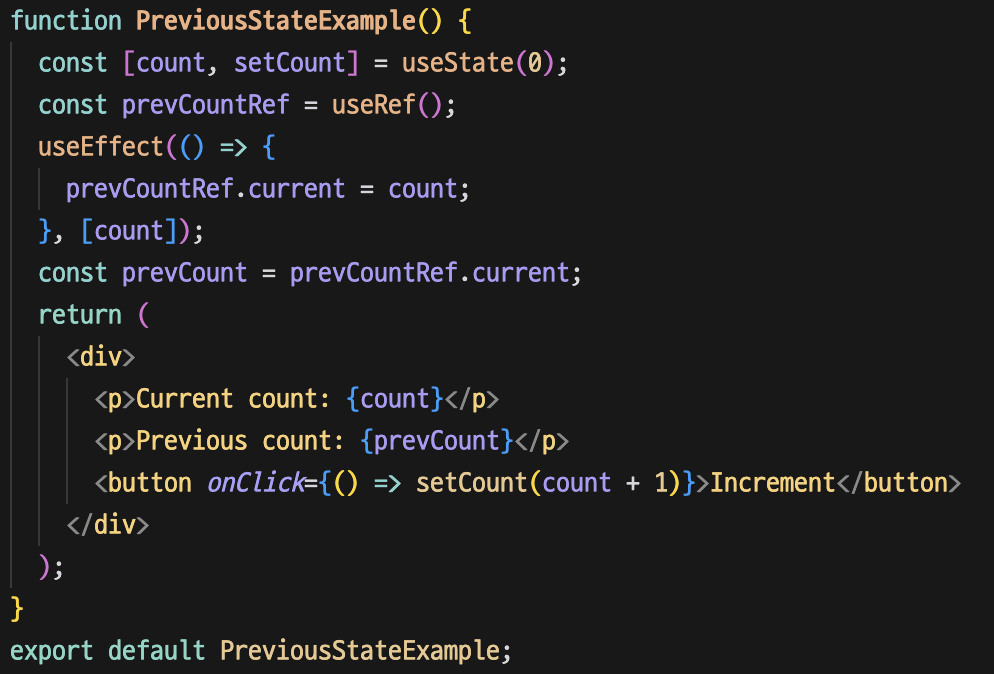 function PreviousStateExample() {
const [count, setCount] = useState(0);
const prevCountRef = useRef();
useEffect(() => {
prevCountRef.current = count;
}, [count]);
const prevCount = prevCountRef.current;
return (
<div>
<p>Current count: {count}</p>
<p>Previous count: {prevCount}</p>
<button onClick={() => setCount(count + 1)}>Increment</button>
</div>
);
}
export default PreviousStateExample;